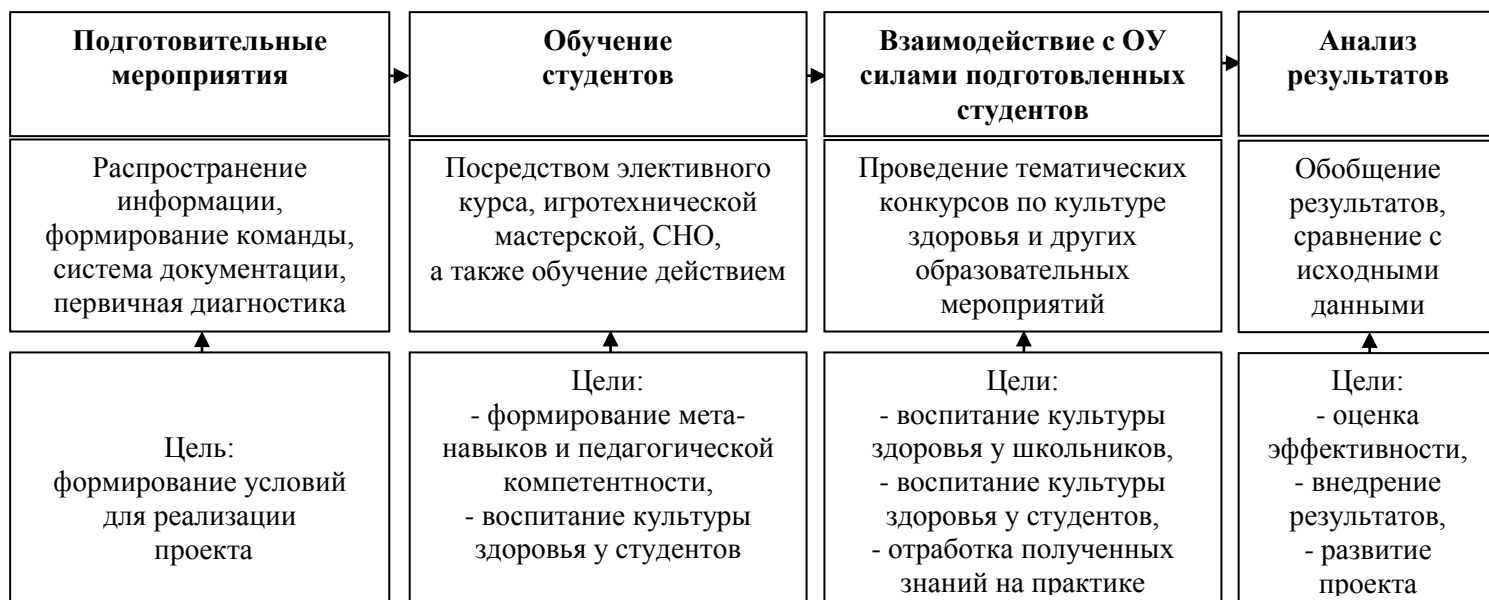 Подготовительные
мероприятия
Обучение
студентов
Взаимодействие с ОУ
силами подготовленных
студентов
Анализ
результатов
Распространение
информации,
формирование команды,
система документации,
первичная диагностика
Посредством элективного
курса, игротехнической
мастерской, СНО,
а также обучение действием
Проведение тематических
конкурсов по культуре
здоровья и других
образовательных
мероприятий
Обобщение
результатов,
сравнение с
исходными
данными
Цель:
формирование условий
для реализации
проекта
Цели:
- формирование мета-
навыков и педагогической
компетентности,
- воспитание культуры
здоровья у студентов
Цели:
- воспитание культуры
здоровья у школьников,
- воспитание культуры
здоровья у студентов,
- отработка полученных
знаний на практике
Цели:
- оценка
эффективности,
- внедрение
результатов,
- развитие
проекта